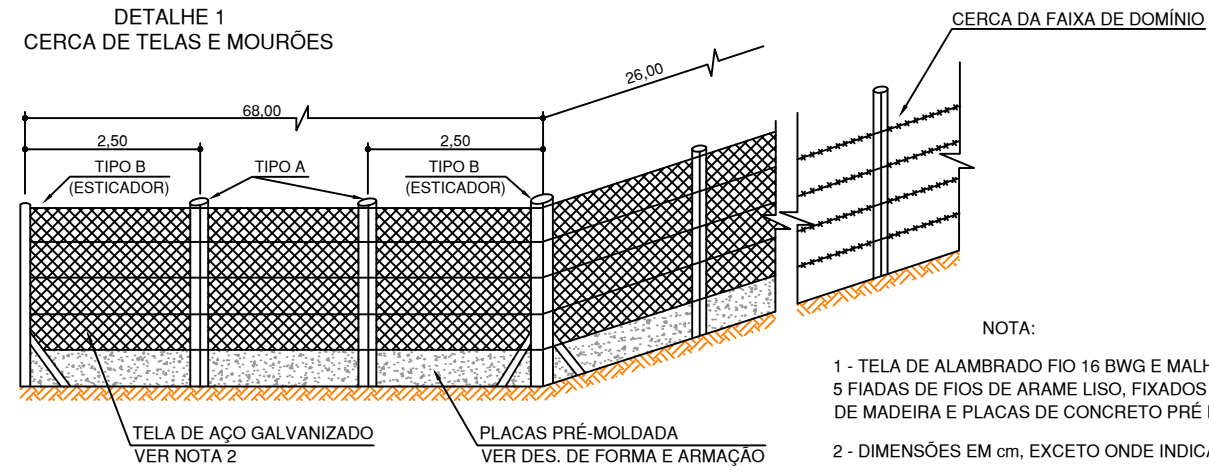 DETALHE 1
CERCA DE TELAS E MOURÕES
CERCA DA FAIXA DE DOMÍNIO
26,00
68,00
2,50
2,50
TIPO B
(ESTICADOR)
TIPO A
TIPO B
(ESTICADOR)
NOTA:
1 - TELA DE ALAMBRADO FIO 16 BWG E
5 FIADAS DE FIOS DE ARAME LISO, FIXADOS
DE MADEIRA E PLACAS DE CONCRETO PRÉ
2 - DIMENSÕES EM cm, EXCETO ONDE
TELA DE AÇO GALVANIZADO
VER NOTA 2
PLACAS PRÉ-MOLDADA
VER DES. DE FORMA E ARMAÇÃO